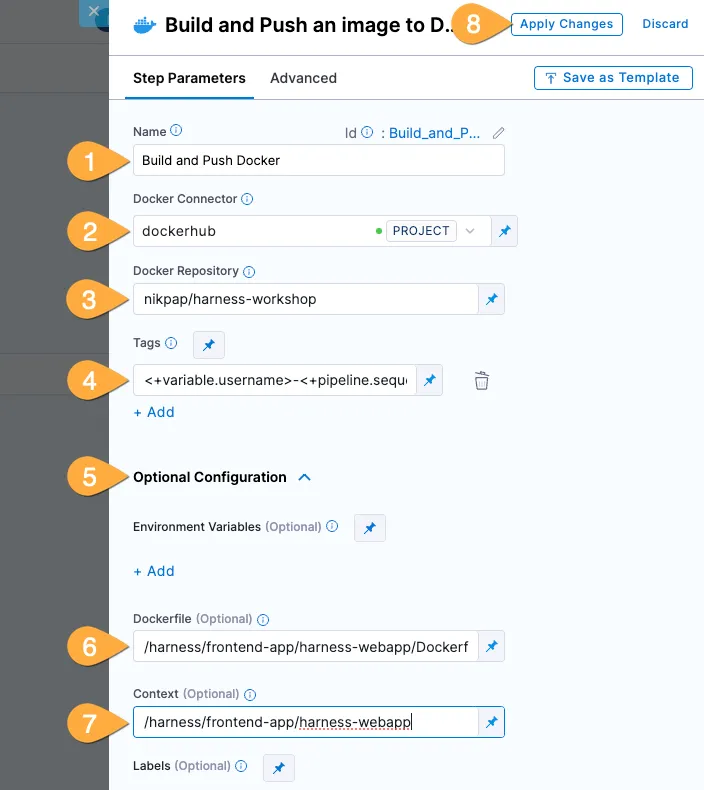 Build and Push an image to D...
8
Apply Changes
Discard
Step Parameters
Advanced
Save as Template
Name
Id : Build_and_P...
1
Build and Push Docker
Docker Connector
2
dockerhub
PROJECT
Docker Repository
3
nikpap/harness-workshop
Tags
4
<+variable.username>-<+pipeline.seque
+ Add
5
Optional Configuration
Environment Variables (Optional)
+ Add
Dockerfile (Optional)
6
/harness/frontend-app/harness-webapp/Dockerf
Context (Optional)
7
/harness/frontend-app/harness-webapp
Labels (Optional)